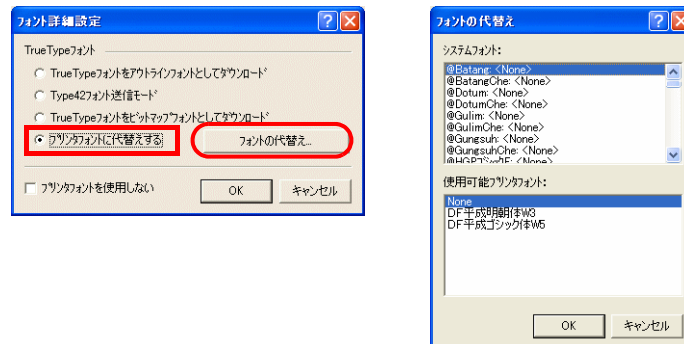 フォント詳細設定
TrueTypeフォント
TrueTypeフォントをアウトラインフォントとしてダウンロード
Type42フォント送信モード
TrueTypeフォントをビットマップフォントとしてダウンロード
プリンタフォントに代替えする
フォントの代替え...
プリンタフォントを使用しない
OK
キャンセル
フォントの代替え
システムフォント:
@Batang: <None>
@BatangChe: <None>
@Dotum: <None>
@DotumChe: <None>
@Gulim: <None>
@GulimChe: <None>
@Gungsuh: <None>
@GungsuhChe: <None>
@HGPゴシックE: <None>
使用可能プリンタフォント:
None
DF平成明朝体W3
DF平成ゴシック体W5
OK
キャンセル